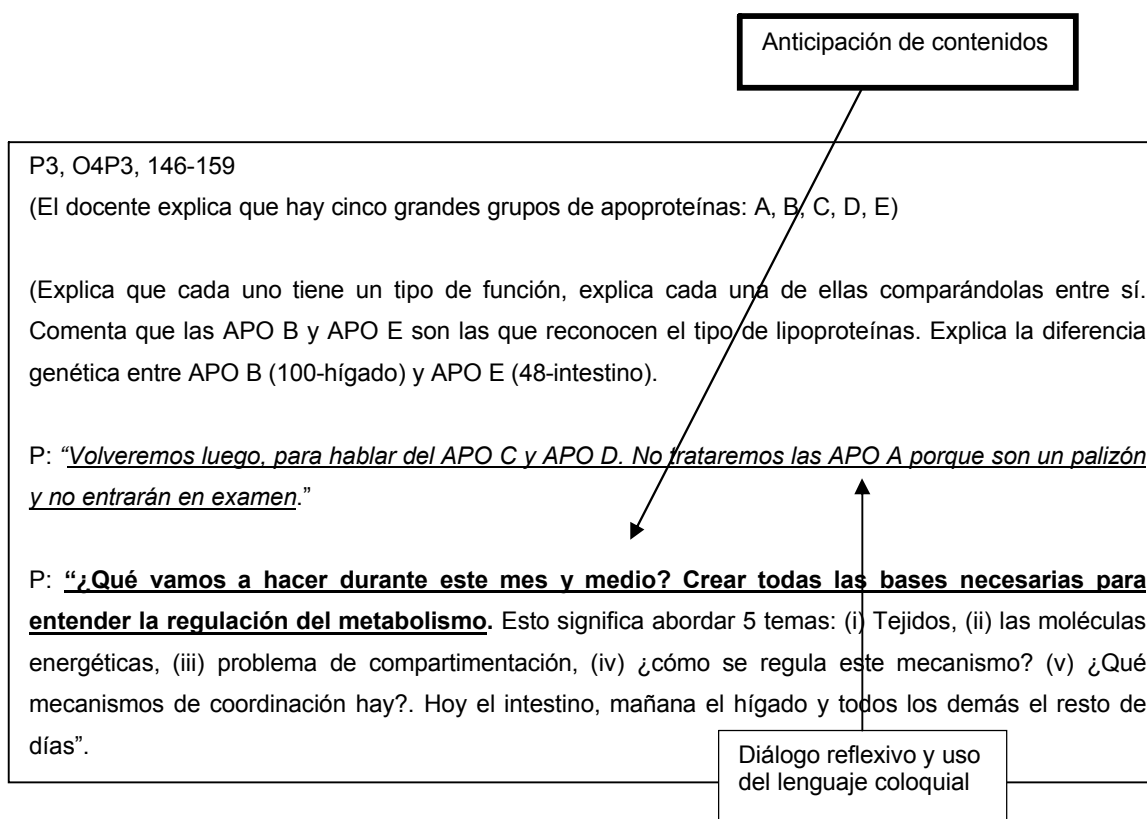 Anticipación de contenidos
P3, O4P3, 146-159
(El docente explica que hay cinco grandes grupos de apoproteínas: A, B, C, D, E)
(Explica que cada uno tiene un tipo de función, explica cada una de ellas comparándolas entre sí.
Comenta que las APO B y APO E son las que reconocen el tipo de lipoproteínas. Explica la diferencia
genética entre APO B (100-hígado) y APO E (48-intestino).
P: “Volveremos luego, para hablar del APO C y APO D. No trataremos las APO A porque son un palizón
y no entrarán en examen.”
P: “¿Qué vamos a hacer durante este mes y medio? Crear todas las bases necesarias para
entender la regulación del metabolismo. Esto significa abordar 5 temas: (i) Tejidos, (ii) las moléculas
energéticas, (iii) problema de compartimentación, (iv) ¿cómo se regula este mecanismo? (v) ¿Qué
mecanismos de coordinación hay?. Hoy el intestino, mañana el hígado y todos los demás el resto de
días”.
Diálogo reflexivo y uso
del lenguaje coloquial